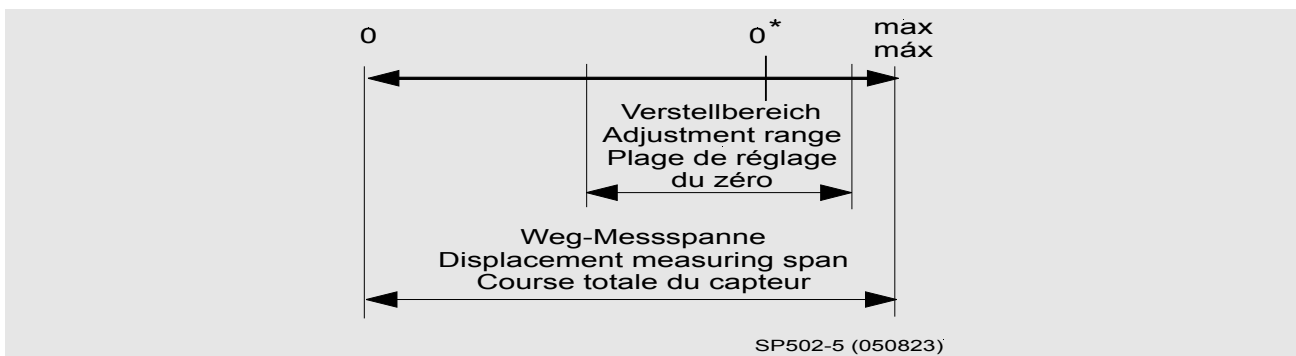 0 0* max
máx
Verstellbereich
Adjustment range
Plage de réglage
du zéro
Weg-Messspanne
Displacement measuring span
Course totale du capteur
SP502-5 (050823)